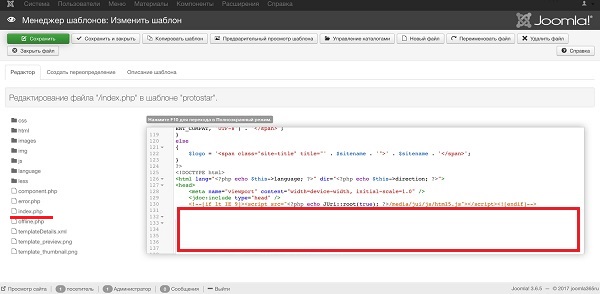 Система Пользователи Меню Материалы Компоненты Расширения Справка
Менеджер шаблонов: Изменить шаблон
Joomla!®
Сохранить Сохранить и закрыть Копировать шаблон Предварительный просмотр шаблона Управление каталогами Новый файл Переименовать файл Удалить файл
Закрыть файл Справка
Редактор Создать переопределение Описание шаблона
Редактирование файла "/index.php" в шаблоне "protostar".
css
html
images
img
js
language
less
component.php
error.php
index.php
offline.php
templateDetails.xml
template_preview.png
template_thumbnail.png
Нажмите F10 для перехода в Полноэкранный режим.
ENT_COMPAT, 'UTF-8') . '</span>';
119 }
120 else
121 {
122 $logo = '<span class="site-title" title="' . $sitename . '">' . $sitename . '</span>';
123 }
124 ?>
125 <!DOCTYPE html>
126 <html lang="<?php echo $this->language; ?>" dir="<?php echo $this->direction; ?>">
127 <head>
128 <meta name="viewport" content="width=device-width, initial-scale=1.0" />
129 <jdoc:include type="head" />
130 <!--[if lt IE 9]><script src="<?php echo JUri::root(true); ?>/media/jui/js/html5.js"></script><![endif]-->
131
132
133
134
135
Просмотр сайта 1 посетитель 1 Администратор 0 Сообщения Выйти
Joomla! 3.6.5 — © 2017 joomla365ru